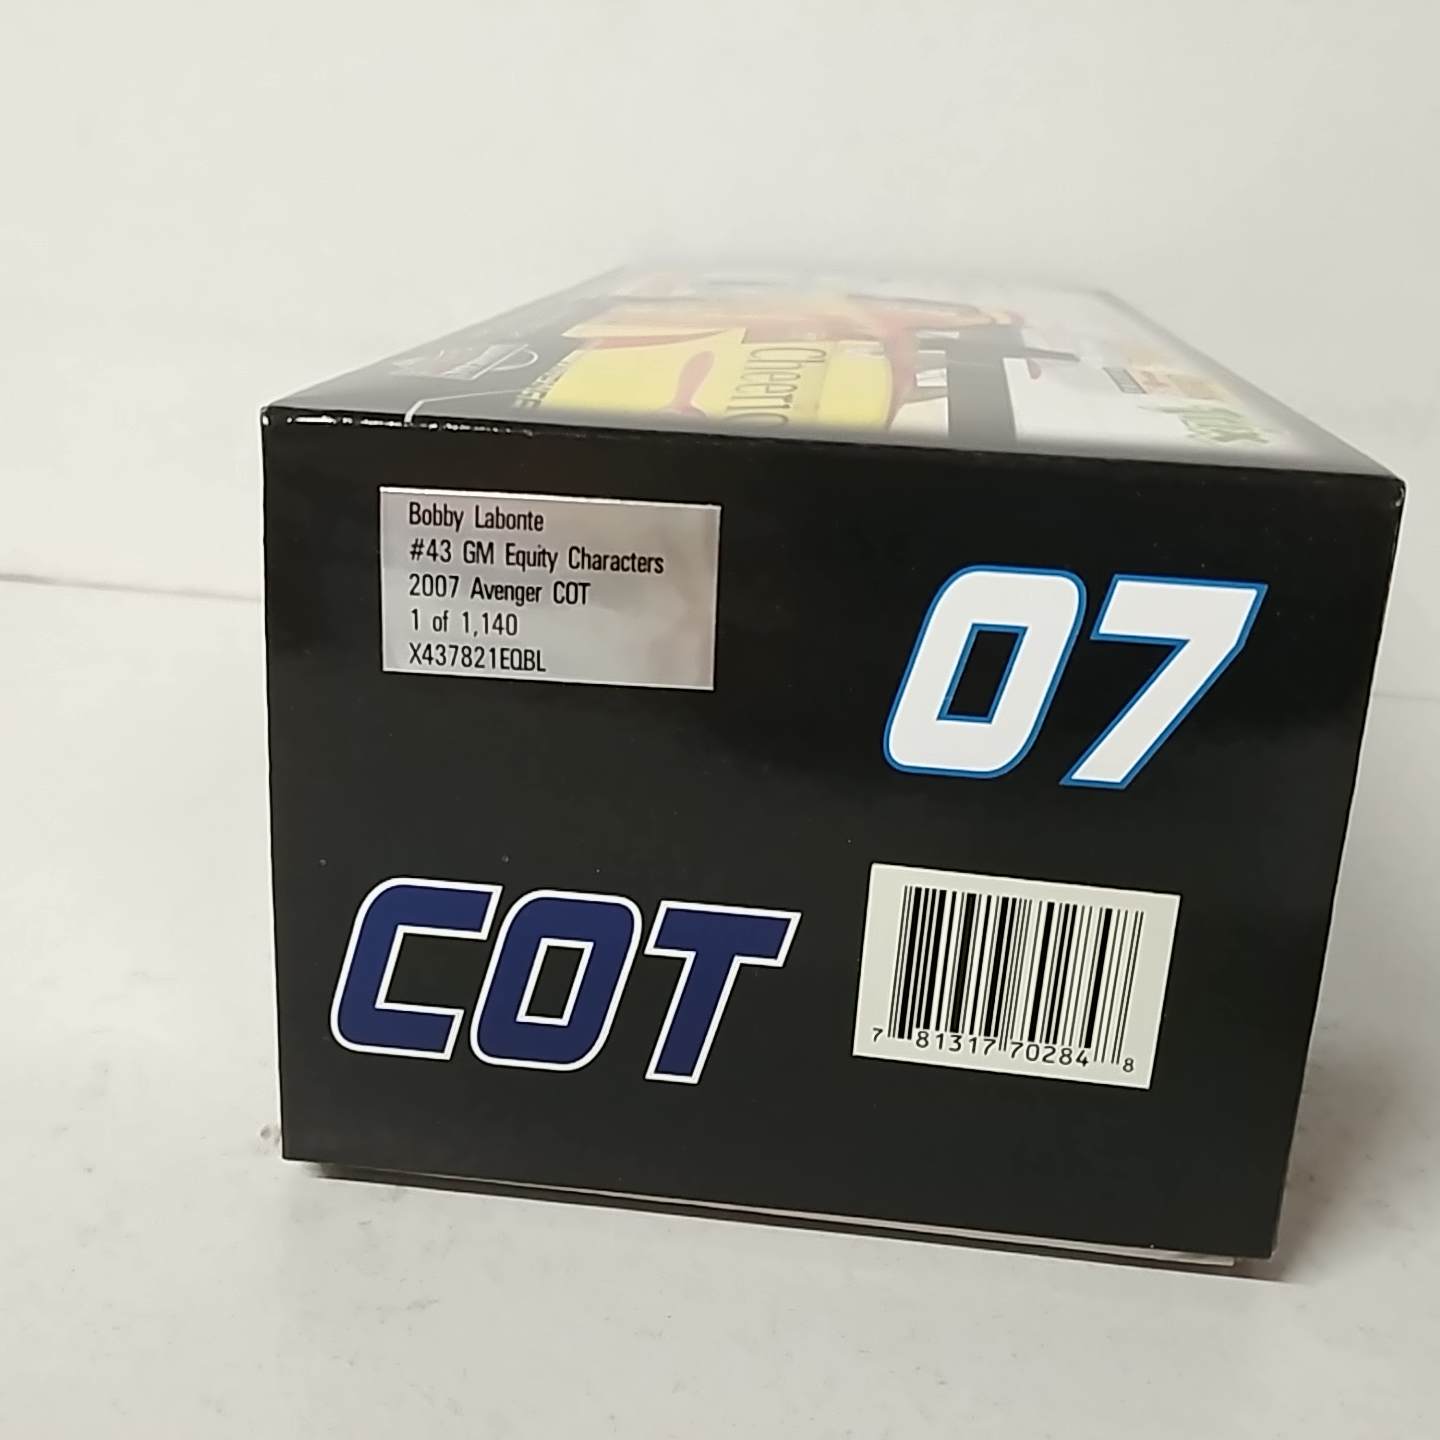 Cheerio
Bobby Labonte
#43 GM Equity Characters
2007 Avenger COT
1 of 1,140
X437821EQBL
07
COT
7 81317 70284 8